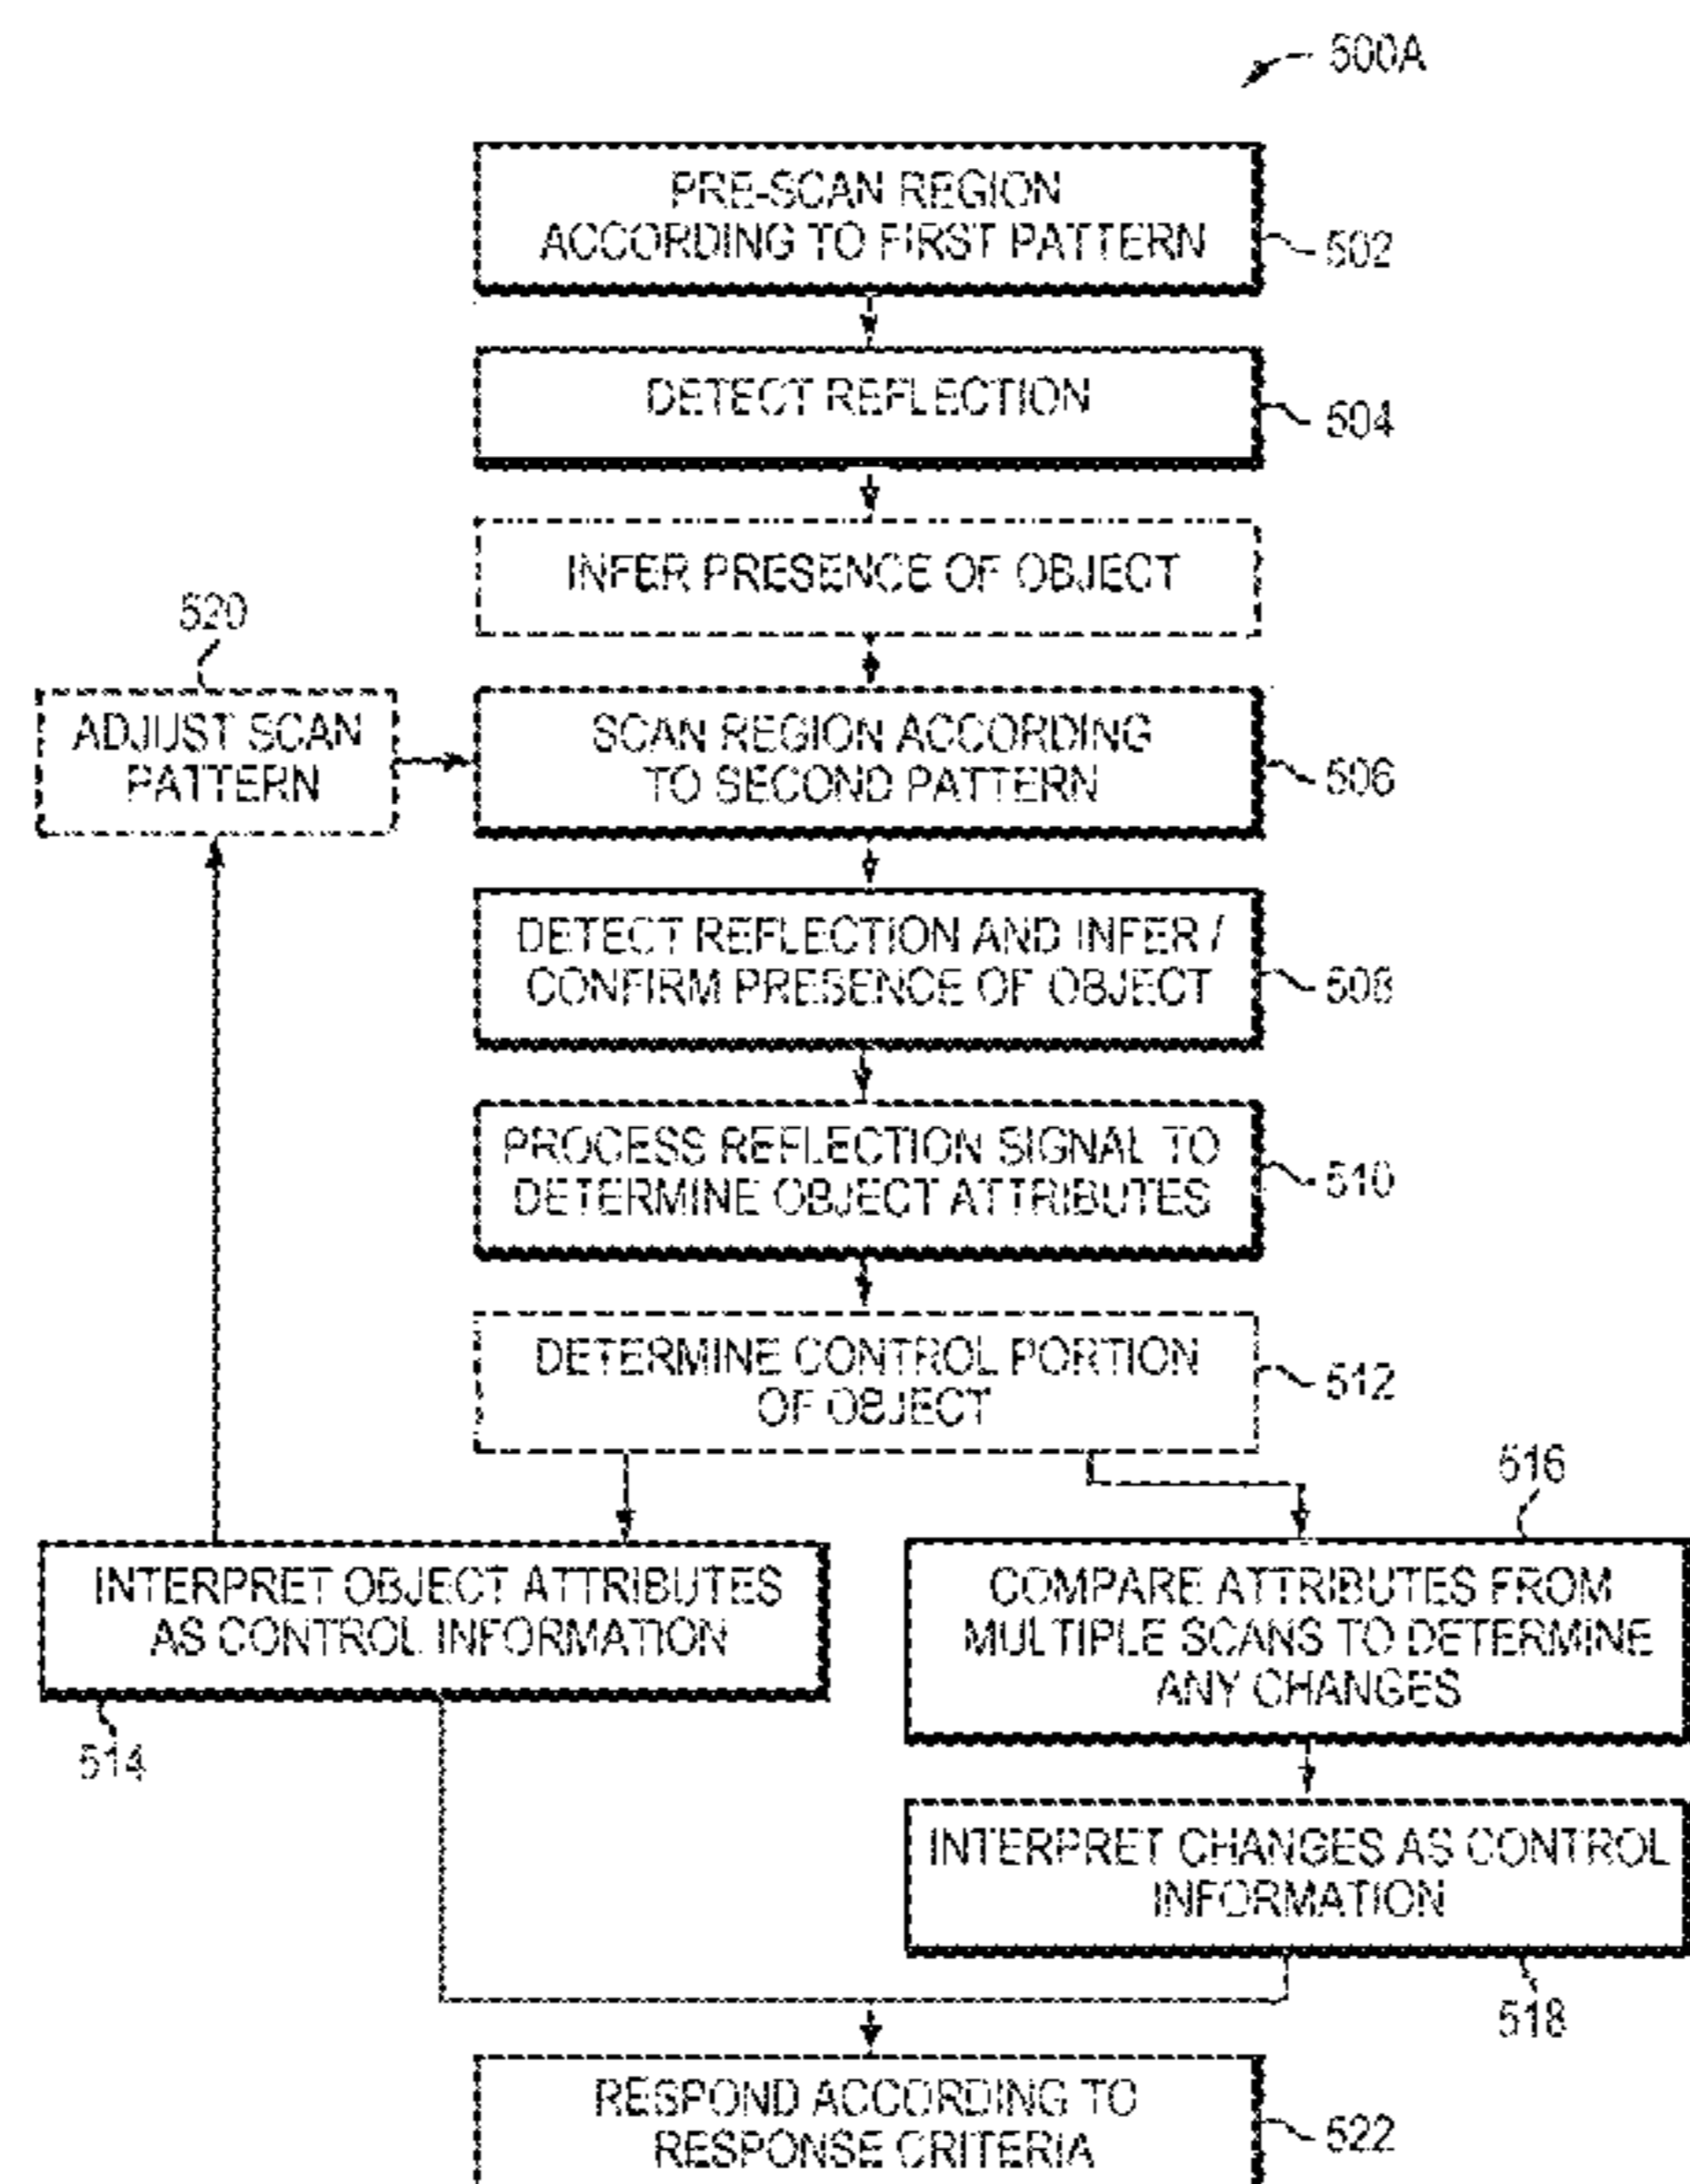 500A
PRE-SCAN REGION
ACCORDING TO FIRST PATTERN
502
DETECT REFLECTION
504
INFER PRESENCE OF OBJECT
520
ADJUST SCAN
PATTERN
SCAN REGION ACCORDING
TO SECOND PATTERN
506
DETECT REFLECTION AND INFER /
CONFIRM PRESENCE OF OBJECT
508
PROCESS REFLECTION SIGNAL TO
DETERMINE OBJECT ATTRIBUTES
510
DETERMINE CONTROL PORTION
OF OBJECT
512
516
INTERPRET OBJECT ATTRIBUTES
AS CONTROL INFORMATION
514
COMPARE ATTRIBUTES FROM
MULTIPLE SCANS TO DETERMINE
ANY CHANGES
INTERPRET CHANGES AS CONTROL
INFORMATION
518
RESPOND ACCORDING TO
RESPONSE CRITERIA
522